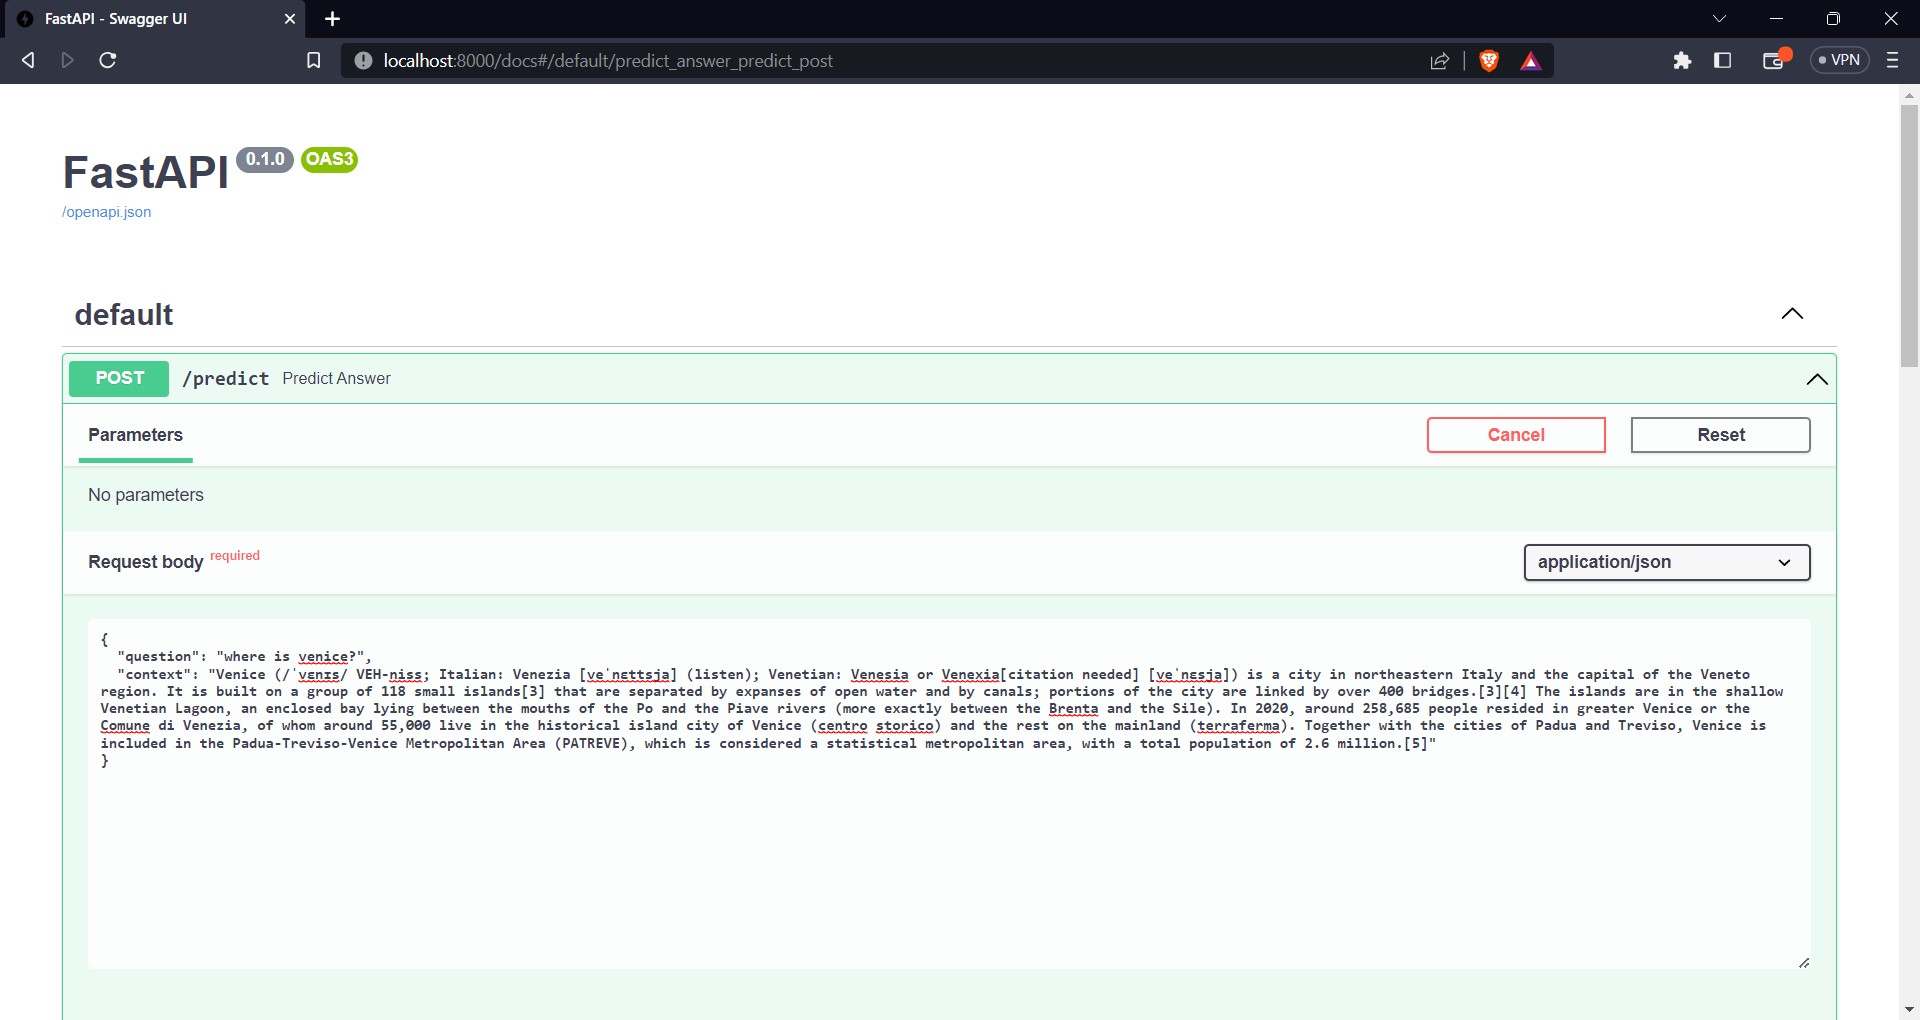 FastAPI - Swagger UI
localhost:8000/docs#/default/predict_answer_predict_post
VPN
FastAPI 0.1.0 OAS3
/openapi.json
default
POST /predict Predict Answer
Parameters
Cancel
Reset
No parameters
Request body required
application/json
{
"question": "where is venice?",
"context": "Venice (/ˈvɛnɪs/ VEH-niss; Italian: Venezia [veˈnɛttsja] (listen); Venetian: Venesia or Venexia[citation needed] [veˈnɛsja]) is a city in northeastern Italy and the capital of the Veneto
region. It is built on a group of 118 small islands[3] that are separated by expanses of open water and by canals; portions of the city are linked by over 400 bridges.[3][4] The islands are in the shallow
Venetian Lagoon, an enclosed bay lying between the mouths of the Po and the Piave rivers (more exactly between the Brenta and the Sile). In 2020, around 258,685 people resided in greater Venice or the
Comune di Venezia, of whom around 55,000 live in the historical island city of Venice (centro storico) and the rest on the mainland (terraferma). Together with the cities of Padua and Treviso, Venice is
included in the Padua-Treviso-Venice Metropolitan Area (PATREVE), which is considered a statistical metropolitan area, with a total population of 2.6 million.[5]"
}